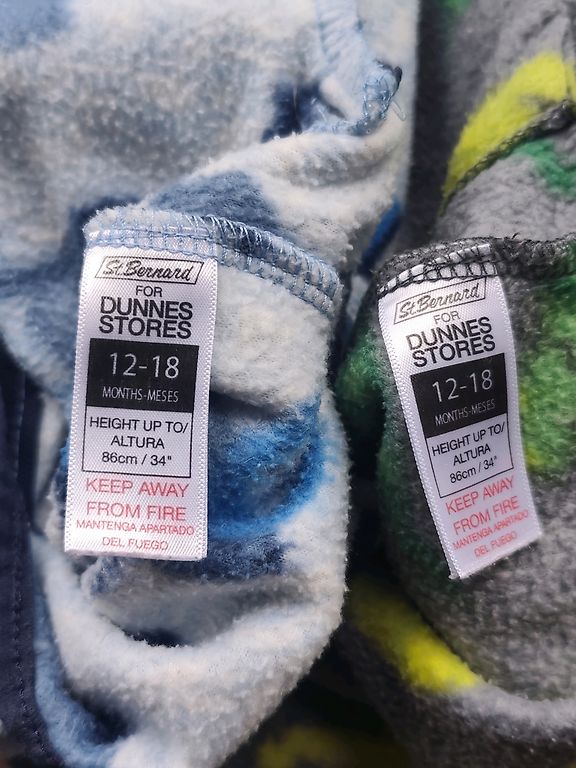 St.Bernard
FOR
DUNNES
STORES
12-18
MONTHS-MESES
HEIGHT UP TO/
ALTURA
86cm / 34"
KEEP AWAY
FROM FIRE
MANTENGA APARTADO
DEL FUEGO
St.Bernard
FOR
DUNNES
STORES
12-18
MONTHS-MESES
HEIGHT UP TO/
ALTURA
86cm / 34"
KEEP AWAY
FROM FIRE
MANTENGA APARTADO
DEL FUEGO